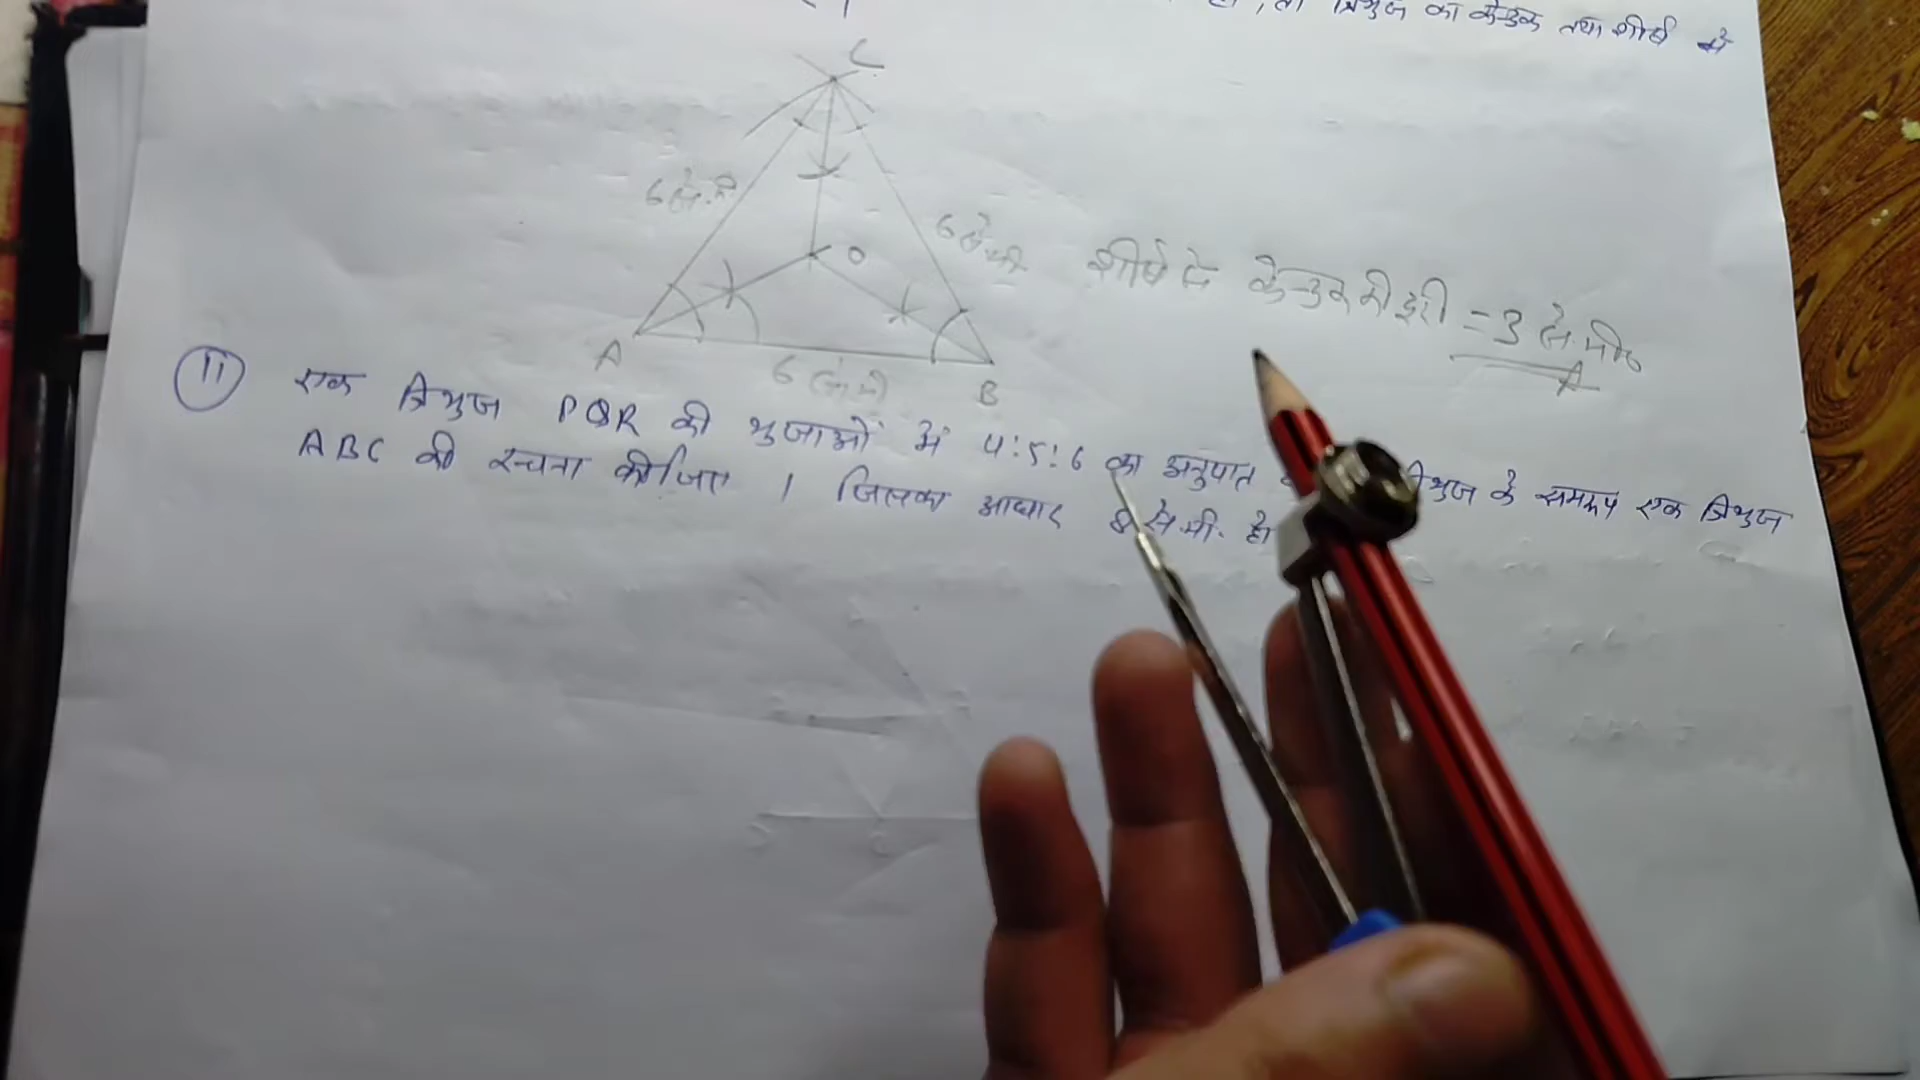 त्रिभुज का केन्द्रक तथा शीर्ष से
C
6 से.मी
6 से.मी
O
शीर्ष से केन्द्रक की दूरी = 3 से.मी०
A
6 से.मी
B
11 एक त्रिभुज PQR की भुजाओं में 4:5:6 का अनुपात के समरूप एक त्रिभुज
ABC की रचना कीजिए । जिसका आधार 8 से.मी. हो